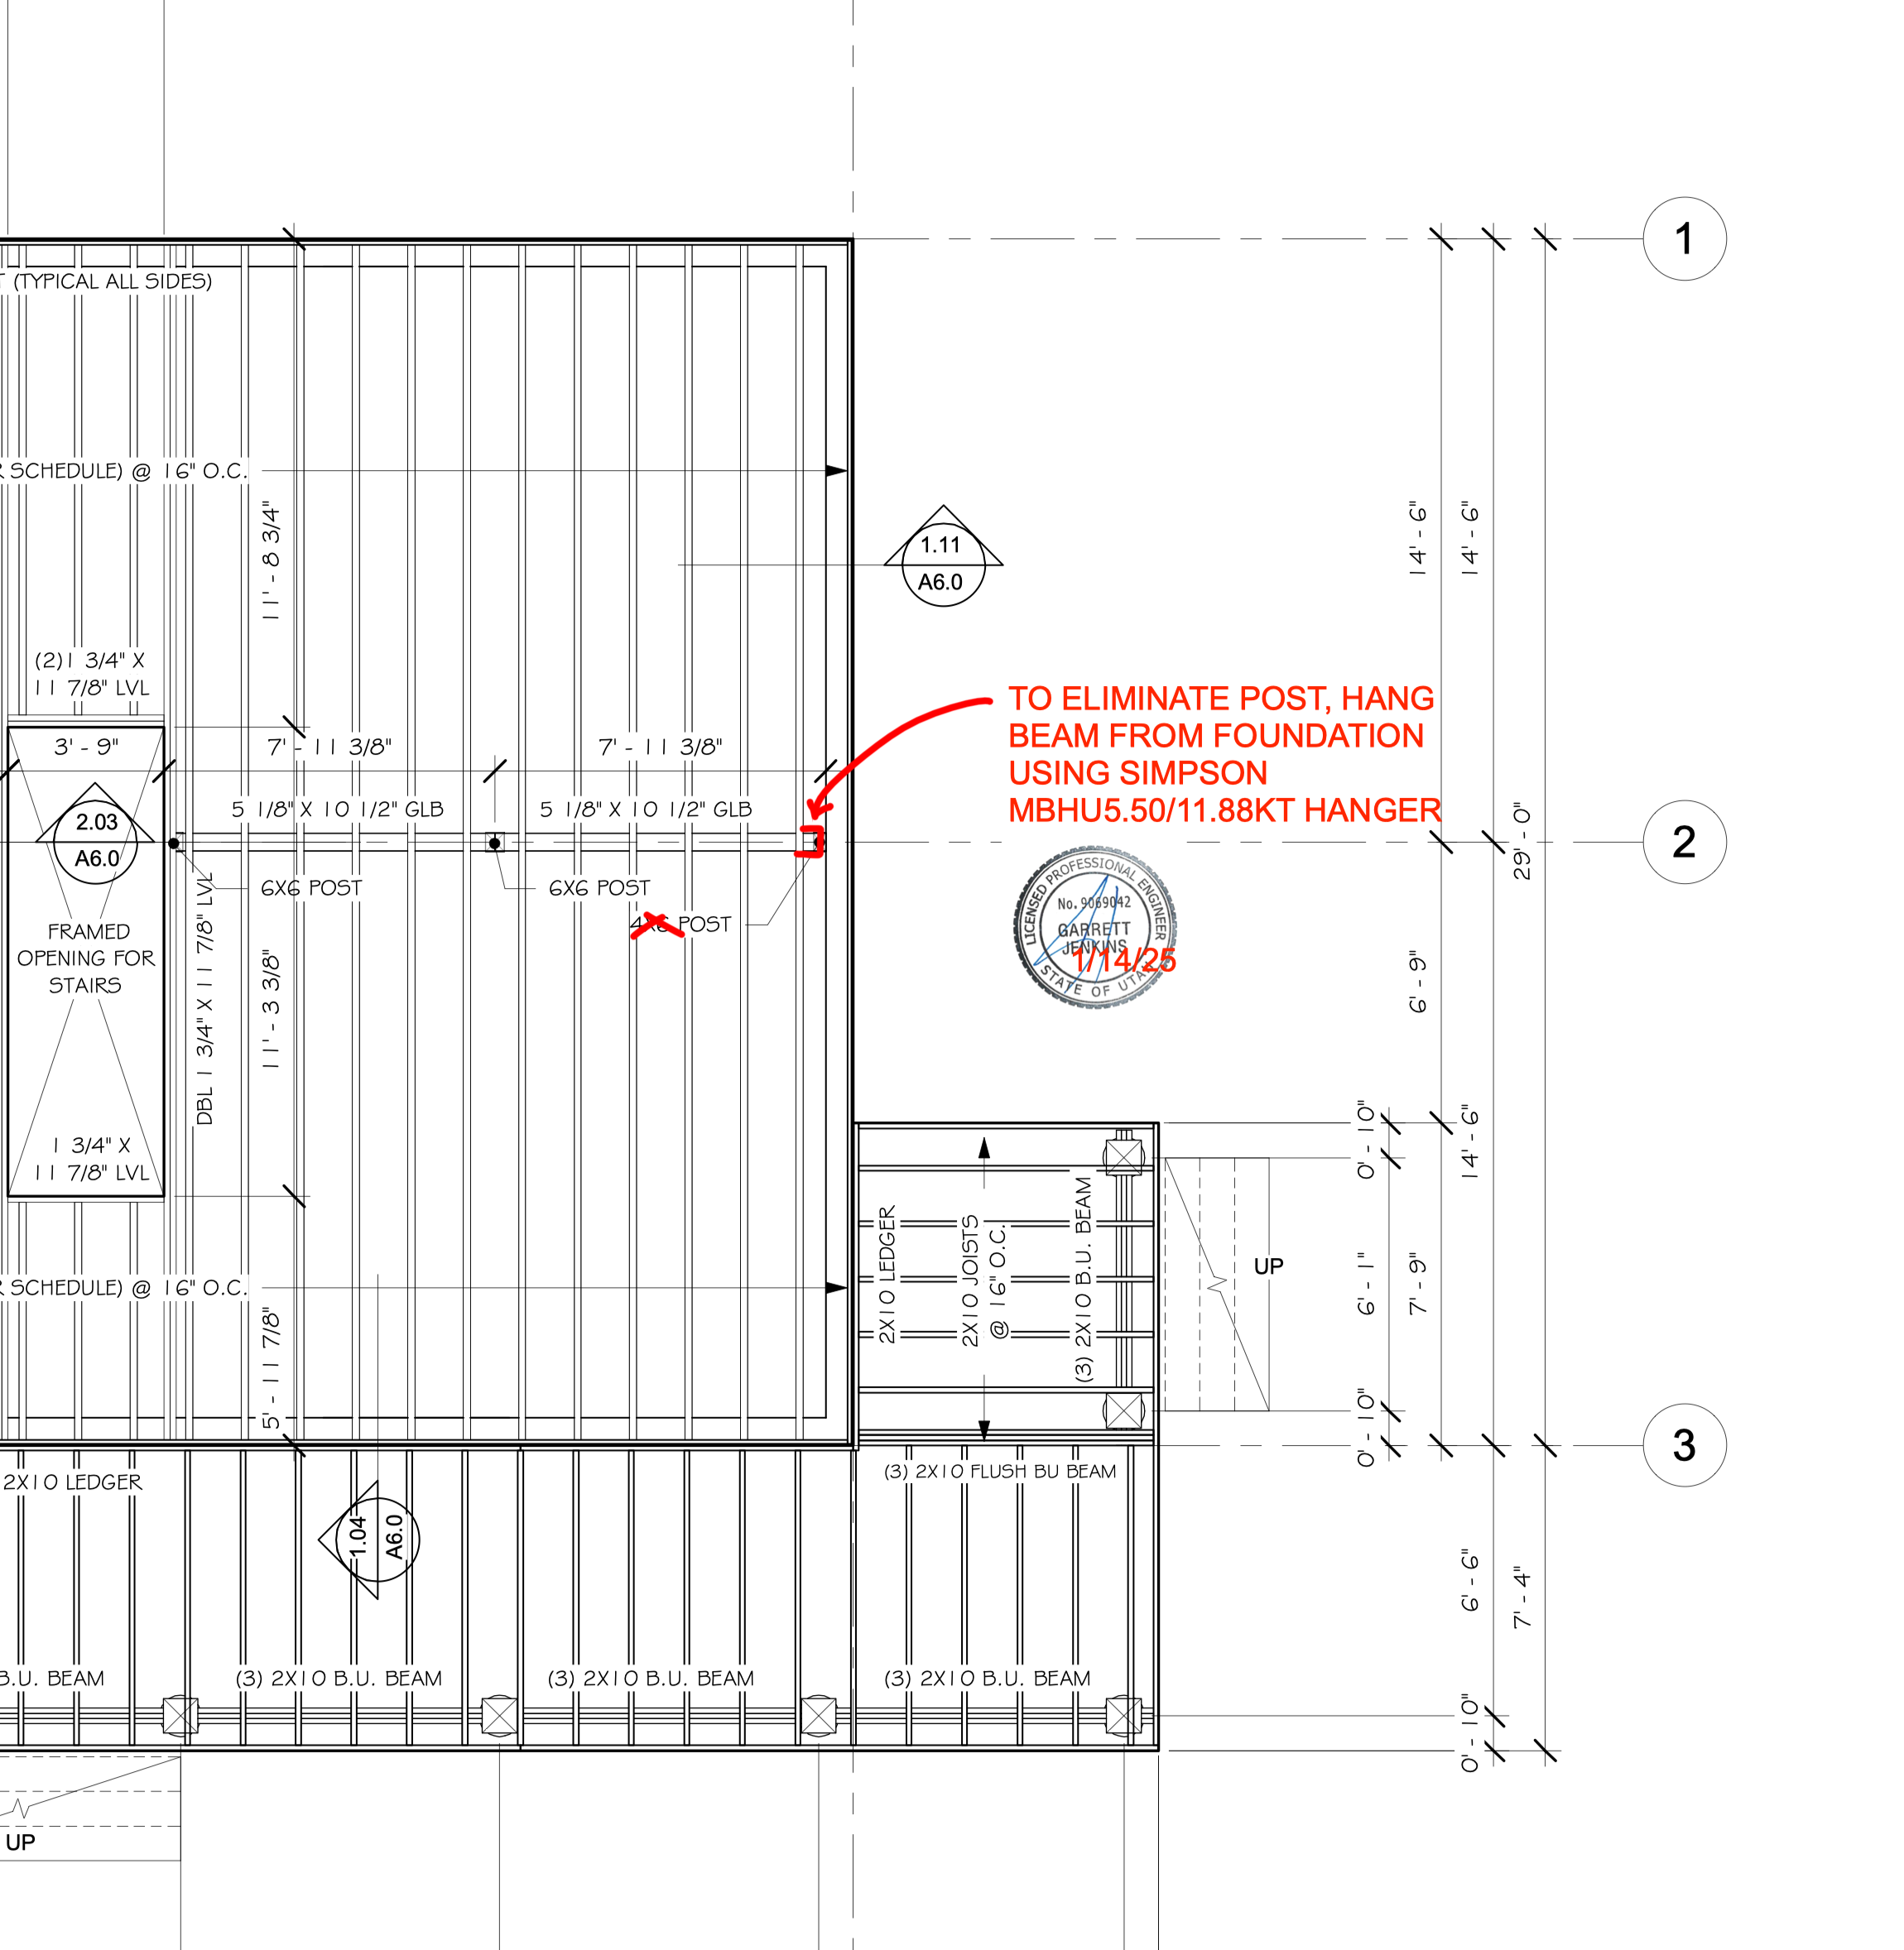 1
T (TYPICAL ALL SIDES)
R SCHEDULE) @ 16" O.C.
11' - 8 3/4"
14' - 6"
14' - 6"
1.11
A6.0
(2)1 3/4" X
11 7/8" LVL
TO ELIMINATE POST, HANG
BEAM FROM FOUNDATION
USING SIMPSON
MBHU5.50/11.88KT HANGER
3' - 9"
7' - 11 3/8"
7' - 11 3/8"
5 1/8" X 10 1/2" GLB
5 1/8" X 10 1/2" GLB
2.03
A6.0
2
29' - 0"
6X6 POST
6X6 POST
4X6 POST
LICENSED PROFESSIONAL ENGINEER
No. 9069042
GARRETT
JENKINS
1/14/25
STATE OF UTAH
FRAMED
OPENING FOR
STAIRS
DBL 1 3/4" X 11 7/8" LVL
11' - 3 3/8"
6' - 9"
1 3/4" X
11 7/8" LVL
0' - 10"
14' - 6"
2X10 LEDGER
2X10 JOISTS
@ 16" O.C.
(3) 2X10 B.U. BEAM
UP
6' - 1"
7' - 9"
R SCHEDULE) @ 16" O.C.
5' - 11 7/8"
0' - 10"
3
2X10 LEDGER
(3) 2X10 FLUSH BU BEAM
1.04
A6.0
6' - 6"
7' - 4"
B.U. BEAM
(3) 2X10 B.U. BEAM
(3) 2X10 B.U. BEAM
(3) 2X10 B.U. BEAM
0' - 10"
UP